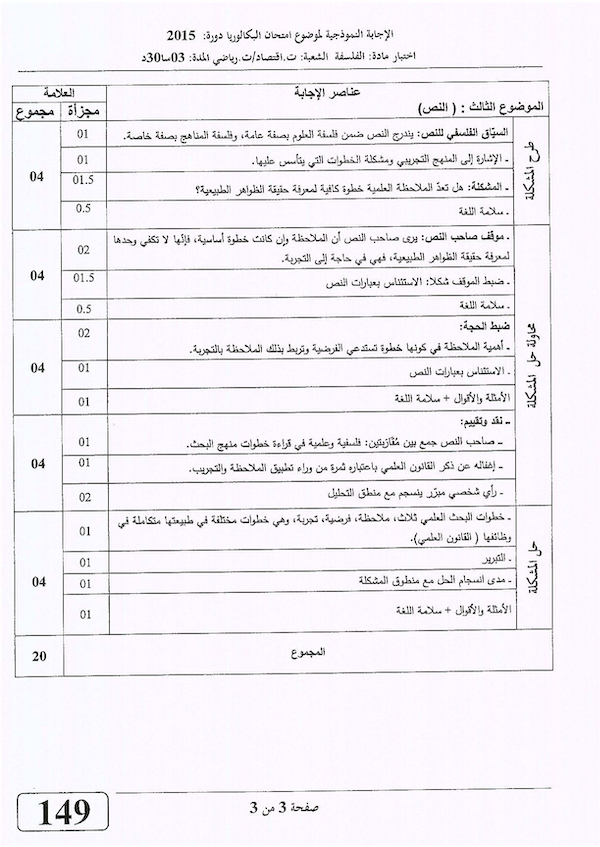 الإجابة النموذجية لموضوع امتحان البكالوريا دورة: 2015
اختبار مادة: الفلسفة الشعبة: ت.اقتصاد/ت.رياضي المدة: 03سا30د
عناصر الإجابة
العلامة
الموضوع الثالث : ( النص)
مجزأة
مجموع
طرح المشكلة
السيّاق الفلسفي للنص: يندرج النص ضمن فلسفة العلوم بصفة عامة، وفلسفة المناهج بصفة خاصة.
01
ـ الإشارة إلى المنهج التجريبي ومشكلة الخطوات التي يتأسس عليها.
01
ـ المشكلة: هل تعدّ الملاحظة العلمية خطوة كافية لمعرفة حقيقة الظواهر الطبيعية؟
01.5
ـ سلامة اللغة
0.5
04
محاولة حل المشكلة
ـ موقف صاحب النص: يرى صاحب النص أن الملاحظة وإن كانت خطوة أساسية، فإنّها لا تكفي وحدها
لمعرفة حقيقة الظواهر الطبيعية، فهي في حاجة إلى التجربة.
02
ـ ضبط الموقف شكلا: الاستئناس بعبارات النص
01.5
ـ سلامة اللغة
0.5
04
ضبط الحجة:
ـ أهمية الملاحظة في كونها خطوة تستدعي الفرضية وتربط بذلك الملاحظة بالتجربة.
02
ـ الاستئناس بعبارات النص
01
الأمثلة والأقوال + سلامة اللغة
01
04
ـ نقد وتقييم:
ـ صاحب النص جمع بين مُقاربتين: فلسفية وعلمية في قراءة خطوات منهج البحث.
01
ـ إغفاله عن ذكر القانون العلمي باعتباره ثمرة من وراء تطبيق الملاحظة والتجريب.
01
ـ رأي شخصي مبرّر ينسجم مع منطق التحليل
02
04
حل المشكلة
ـ خطوات البحث العلمي ثلاث، ملاحظة، فرضية، تجربة، وهي خطوات مختلفة في طبيعتها متكاملة في
وظائفها ( القانون العلمي).
01
ـ التبرير
01
ـ مدى انسجام الحل مع منطوق المشكلة
01
الأمثلة والأقوال + سلامة اللغة
01
04
المجموع
20
صفحة 3 من 3
149